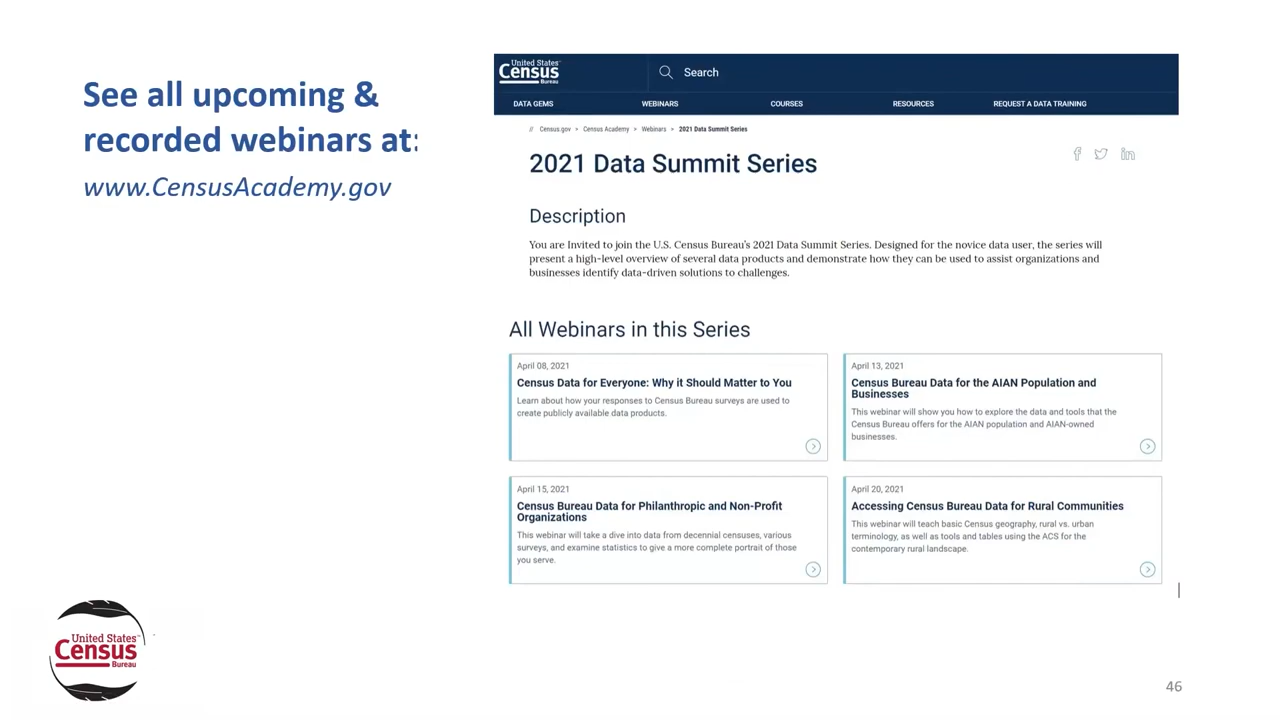 See all upcoming &
recorded webinars at:
www.CensusAcademy.gov
United States™
Census
Bureau
Search
DATA GEMS
WEBINARS
COURSES
RESOURCES
REQUEST A DATA TRAINING
// Census.gov > Census Academy > Webinars > 2021 Data Summit Series
2021 Data Summit Series
Description
You are Invited to join the U.S. Census Bureau's 2021 Data Summit Series. Designed for the novice data user, the series will
present a high-level overview of several data products and demonstrate how they can be used to assist organizations and
businesses identify data-driven solutions to challenges.
All Webinars in this Series
April 08, 2021
Census Data for Everyone: Why it Should Matter to You
Learn about how your responses to Census Bureau surveys are used to
create publicly available data products.
April 13, 2021
Census Bureau Data for the AIAN Population and
Businesses
This webinar will show you how to explore the data and tools that the
Census Bureau offers for the AIAN population and AIAN-owned
businesses.
April 15, 2021
Census Bureau Data for Philanthropic and Non-Profit
Organizations
This webinar will take a dive into data from decennial censuses, various
surveys, and examine statistics to give a more complete portrait of those
you serve.
April 20, 2021
Accessing Census Bureau Data for Rural Communities
This webinar will teach basic Census geography, rural vs. urban
terminology, as well as tools and tables using the ACS for the
contemporary rural landscape.
United States™
Census
Bureau
46